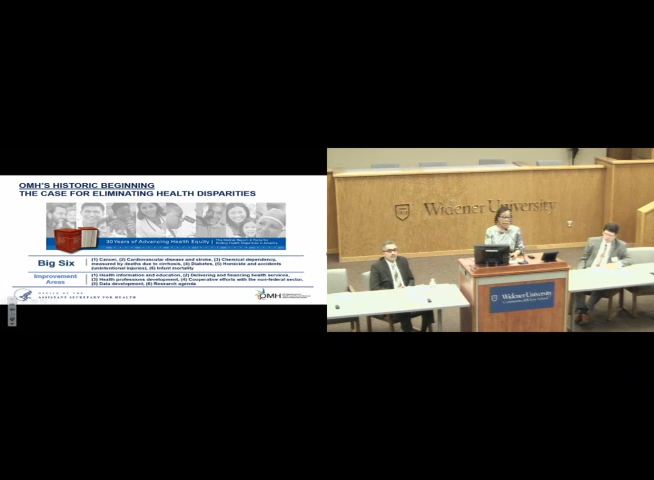 OMH'S HISTORIC BEGINNING
THE CASE FOR ELIMINATING HEALTH DISPARITIES
30 Years of Advancing Health Equity
Big Six
(1) Cancer, (2) Cardiovascular disease and stroke, (3) Chemical dependency,
measured by deaths due to cirrhosis, (4) Diabetes, (5) Homicide and accidents
(unintentional injuries), (6) Infant mortality
Improvement
Areas
(1) Health information and education, (2) Delivering and financing health services,
(3) Health professions development, (4) Cooperative efforts with the non-federal sector,
(5) Data development, (6) Research agenda
OFFICE OF THE
ASSISTANT SECRETARY FOR HEALTH
OMH
Widener University
Widener University